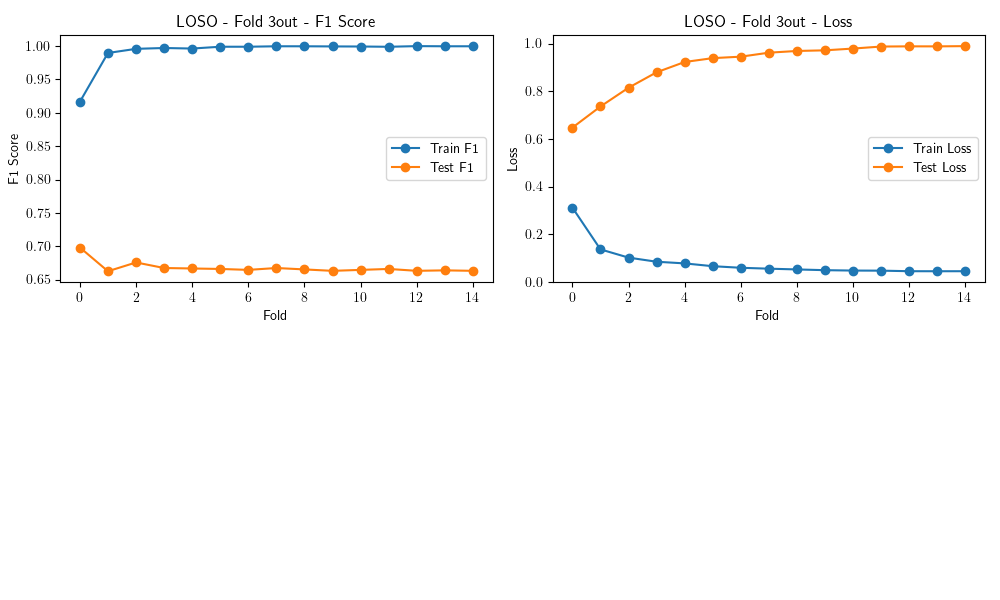 LOSO - Fold 3out - F1 Score
1.00
0.95
0.90
0.85
0.80
0.75
0.70
0.65
F1 Score
Train F1
Test F1
0 2 4 6 8 10 12 14
Fold
LOSO - Fold 3out - Loss
1.0
0.8
0.6
0.4
0.2
0.0
Loss
Train Loss
Test Loss
0 2 4 6 8 10 12 14
Fold